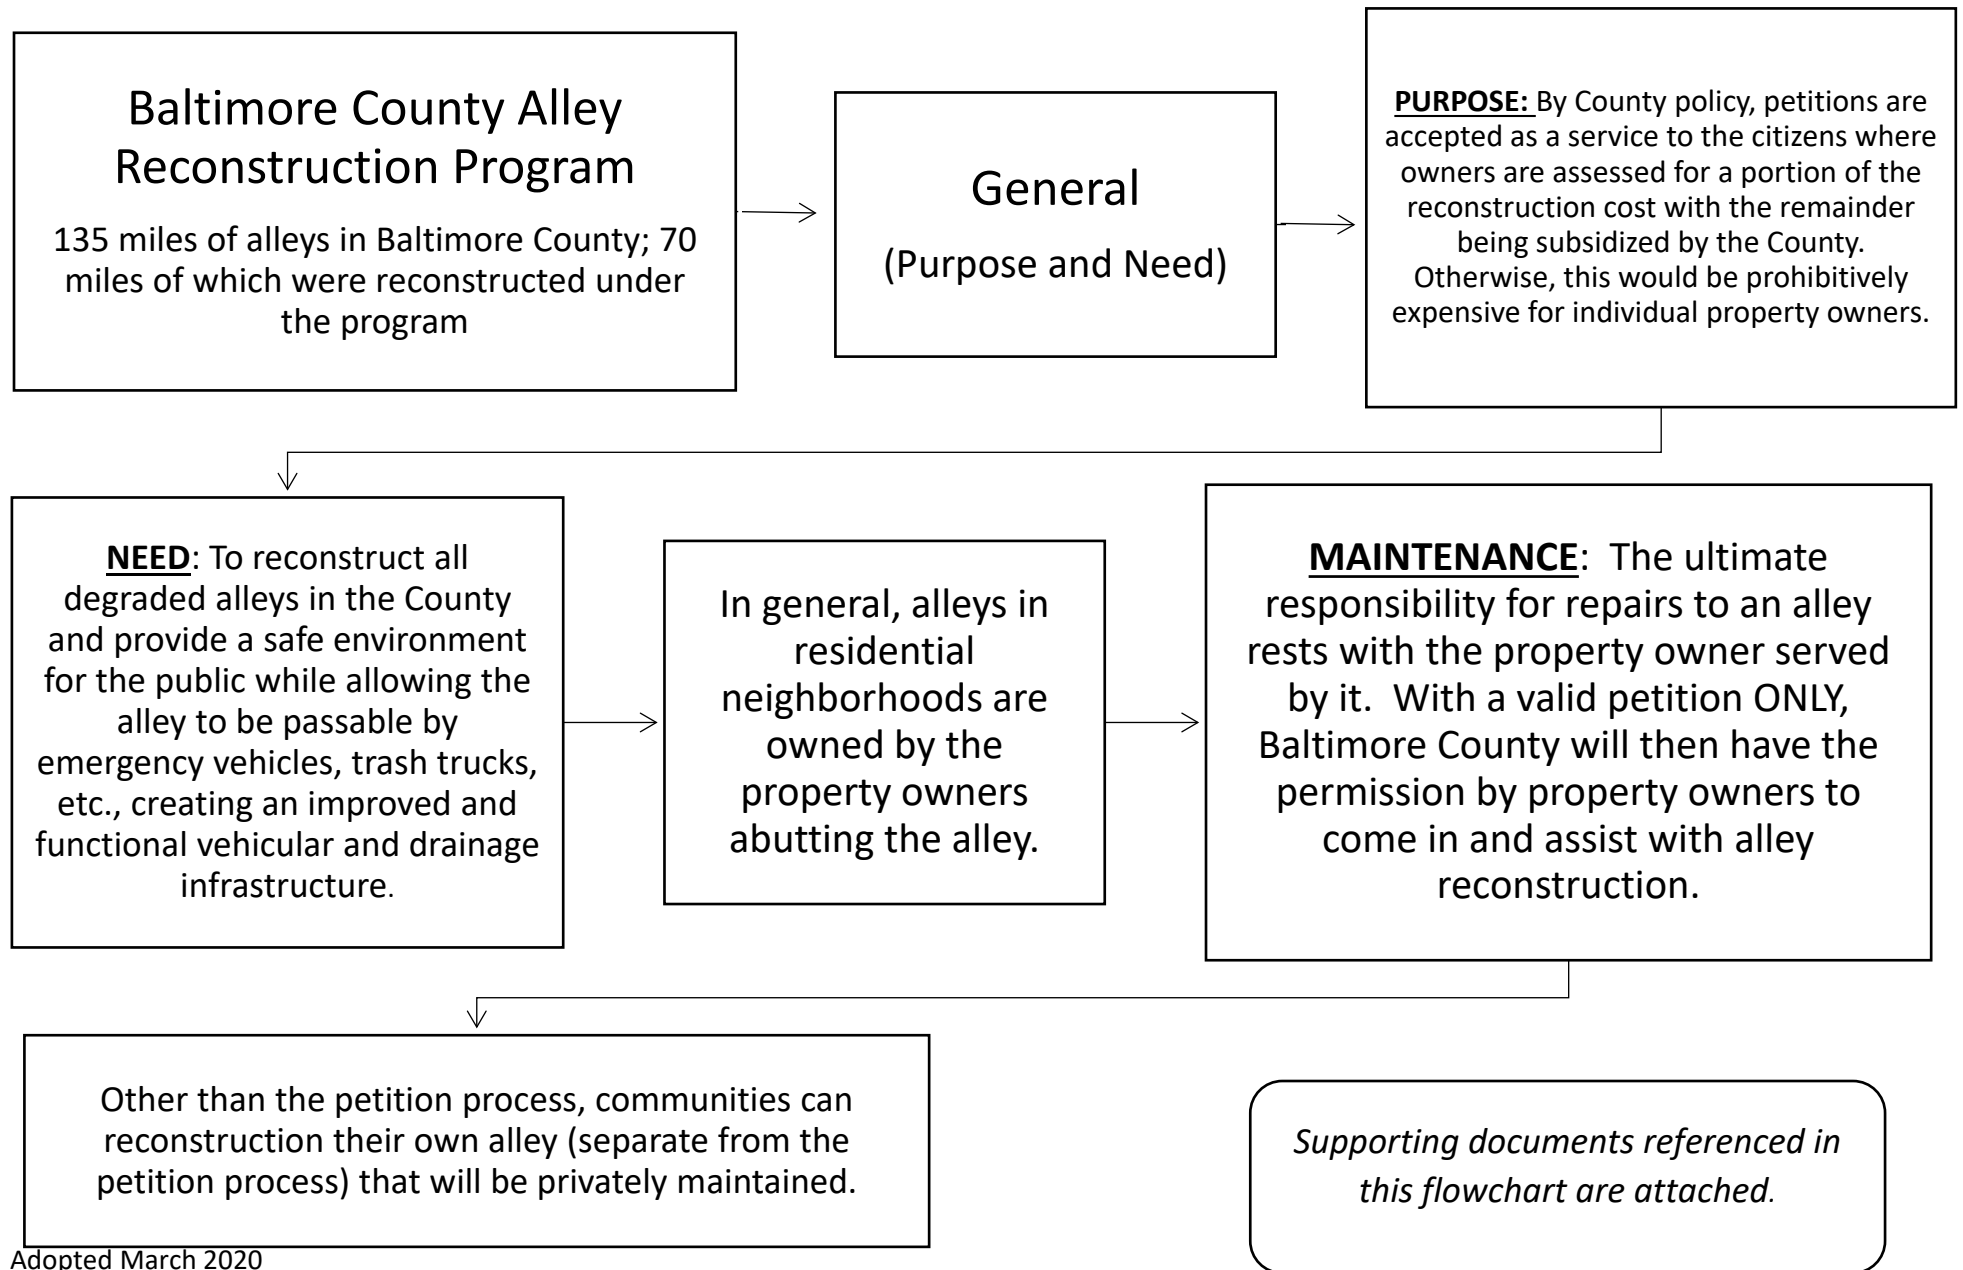 Baltimore County Alley
Reconstruction Program
135 miles of alleys in Baltimore County; 70
miles of which were reconstructed under
the program
General
(Purpose and Need)
PURPOSE: By County policy, petitions are
accepted as a service to the citizens where
owners are assessed for a portion of the
reconstruction cost with the remainder
being subsidized by the County.
Otherwise, this would be prohibitively
expensive for individual property owners.
NEED: To reconstruct all
degraded alleys in the County
and provide a safe environment
for the public while allowing the
alley to be passable by
emergency vehicles, trash trucks,
etc., creating an improved and
functional vehicular and drainage
infrastructure.
In general, alleys in
residential
neighborhoods are
owned by the
property owners
abutting the alley.
MAINTENANCE:  The ultimate
responsibility for repairs to an alley
rests with the property owner served
by it.  With a valid petition ONLY,
Baltimore County will then have the
permission by property owners to
come in and assist with alley
reconstruction.
Other than the petition process, communities can
reconstruction their own alley (separate from the
petition process) that will be privately maintained.
Supporting documents referenced in
this flowchart are attached.
Adopted March 2020